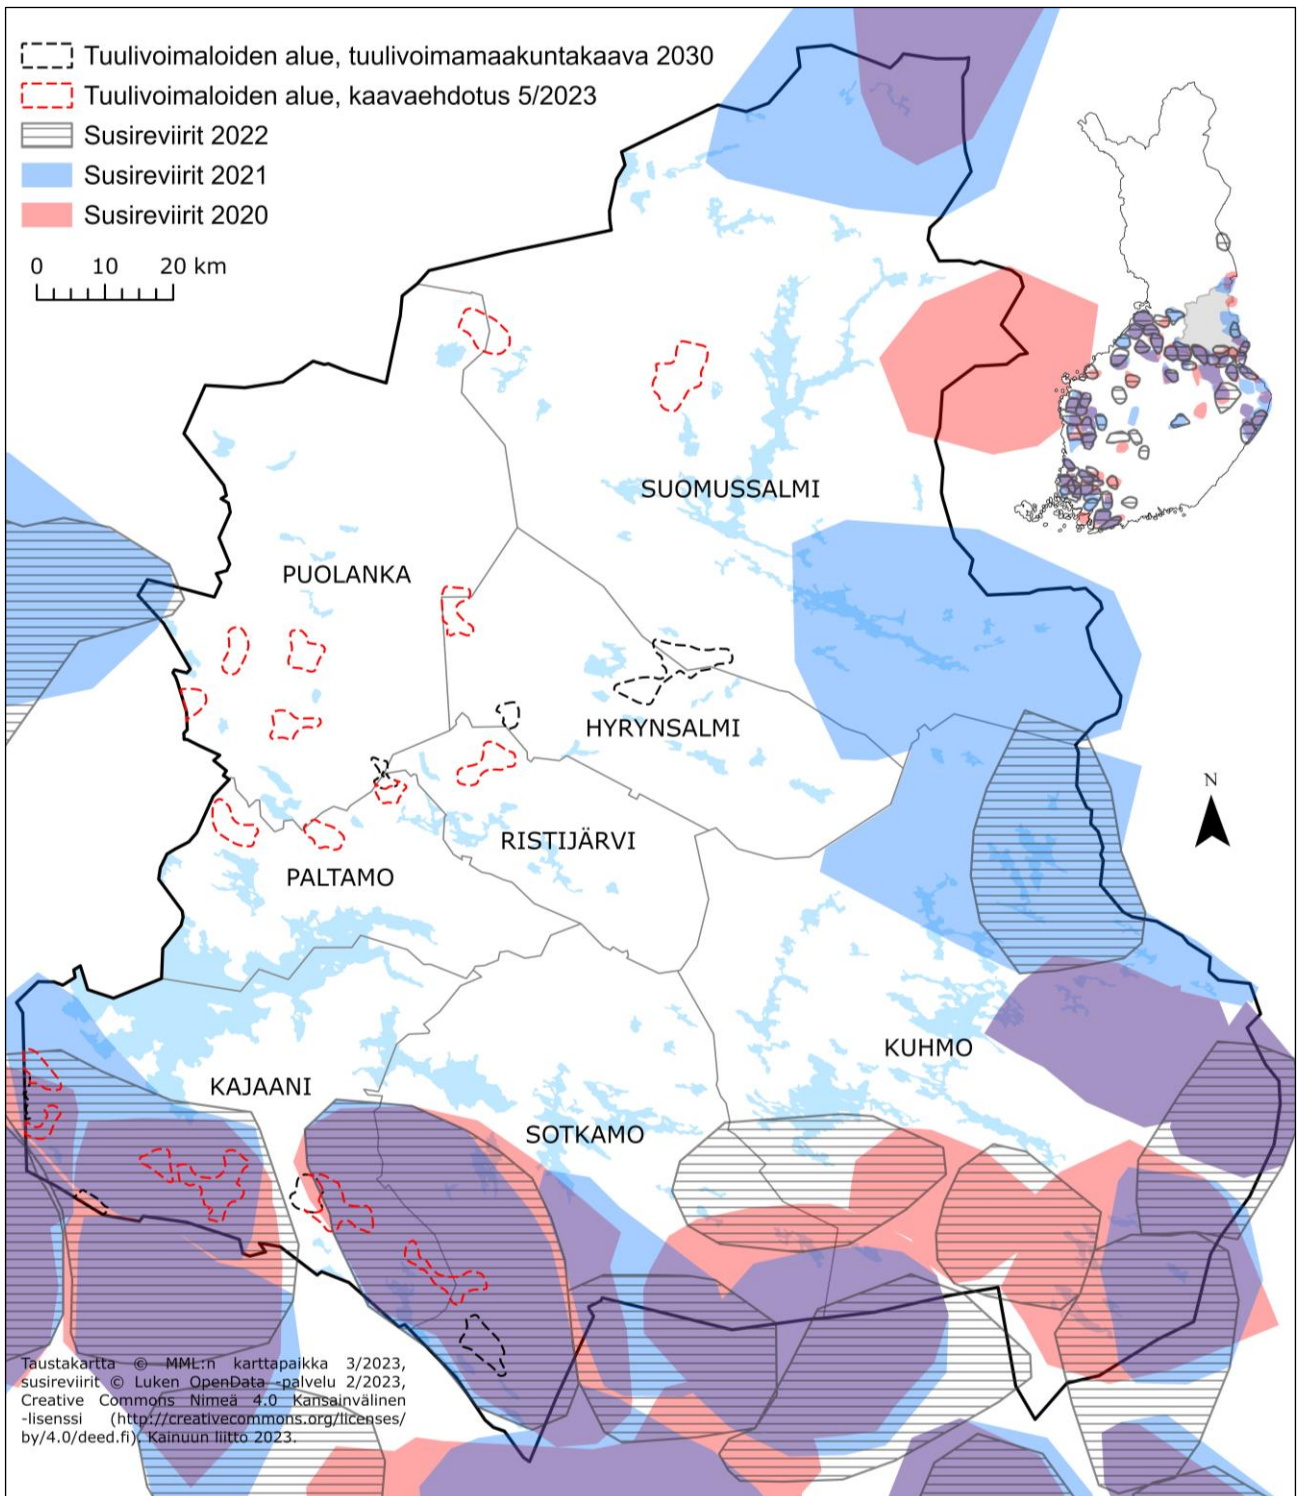 Tuulivoimaloiden alue, tuulivoimamaakuntakaava 2030
Tuulivoimaloiden alue, kaavaehdotus 5/2023
Susireviirit 2022
Susireviirit 2021
Susireviirit 2020
0 10 20 km
SUOMUSSALMI
PUOLANKA
HYRYNSALMI
N
RISTIJÄRVI
PALTAMO
KUHMO
KAJAANI
SOTKAMO
Taustakartta © MML:n karttapaikka 3/2023,
susireviirit © Luken OpenData -palvelu 2/2023,
Creative Commons Nimeä 4.0 Kansainvälinen
-lisenssi (http://creativecommons.org/licenses/
by/4.0/deed.fi). Kainuun liitto 2023.